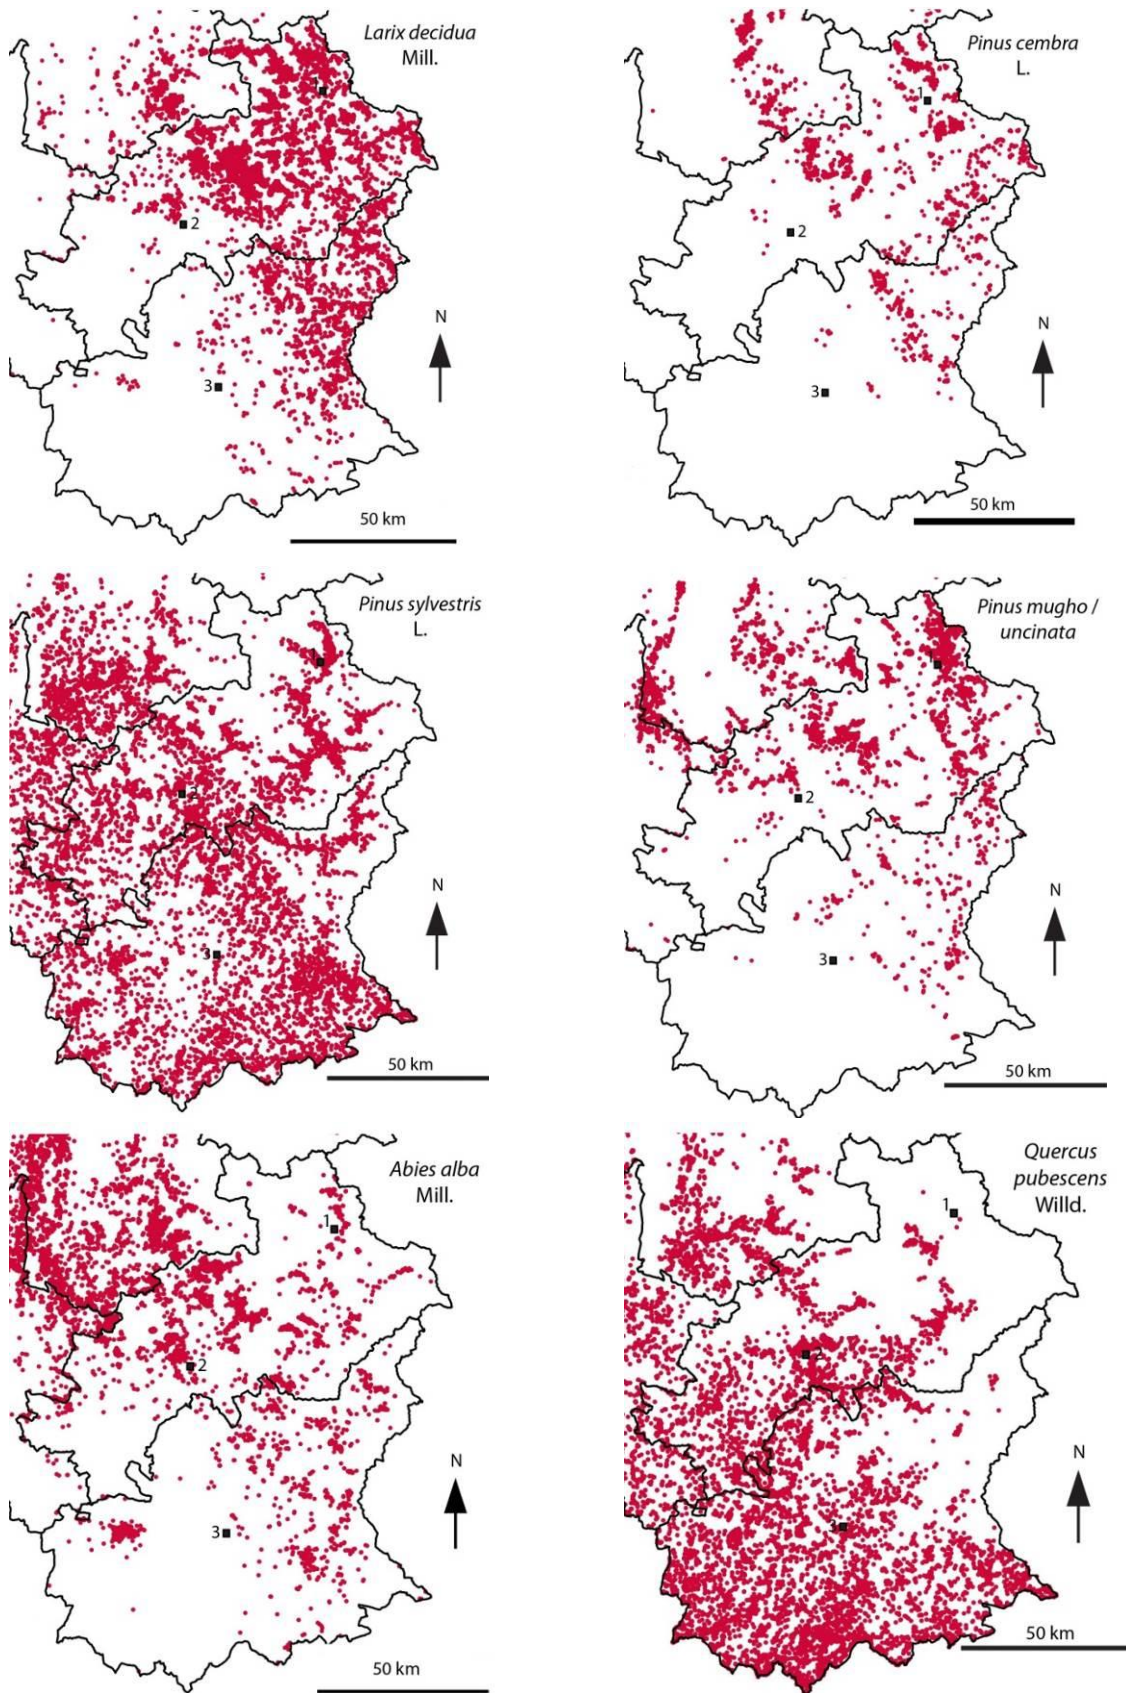 Larix decidua
Mill.
1
2
3
N
50 km
Pinus cembra
L.
1
2
3
N
50 km
Pinus sylvestris
L.
1
2
3
N
50 km
Pinus mugho /
uncinata
1
2
3
N
50 km
Abies alba
Mill.
1
2
3
N
50 km
Quercus
pubescens
Willd.
1
2
3
N
50 km